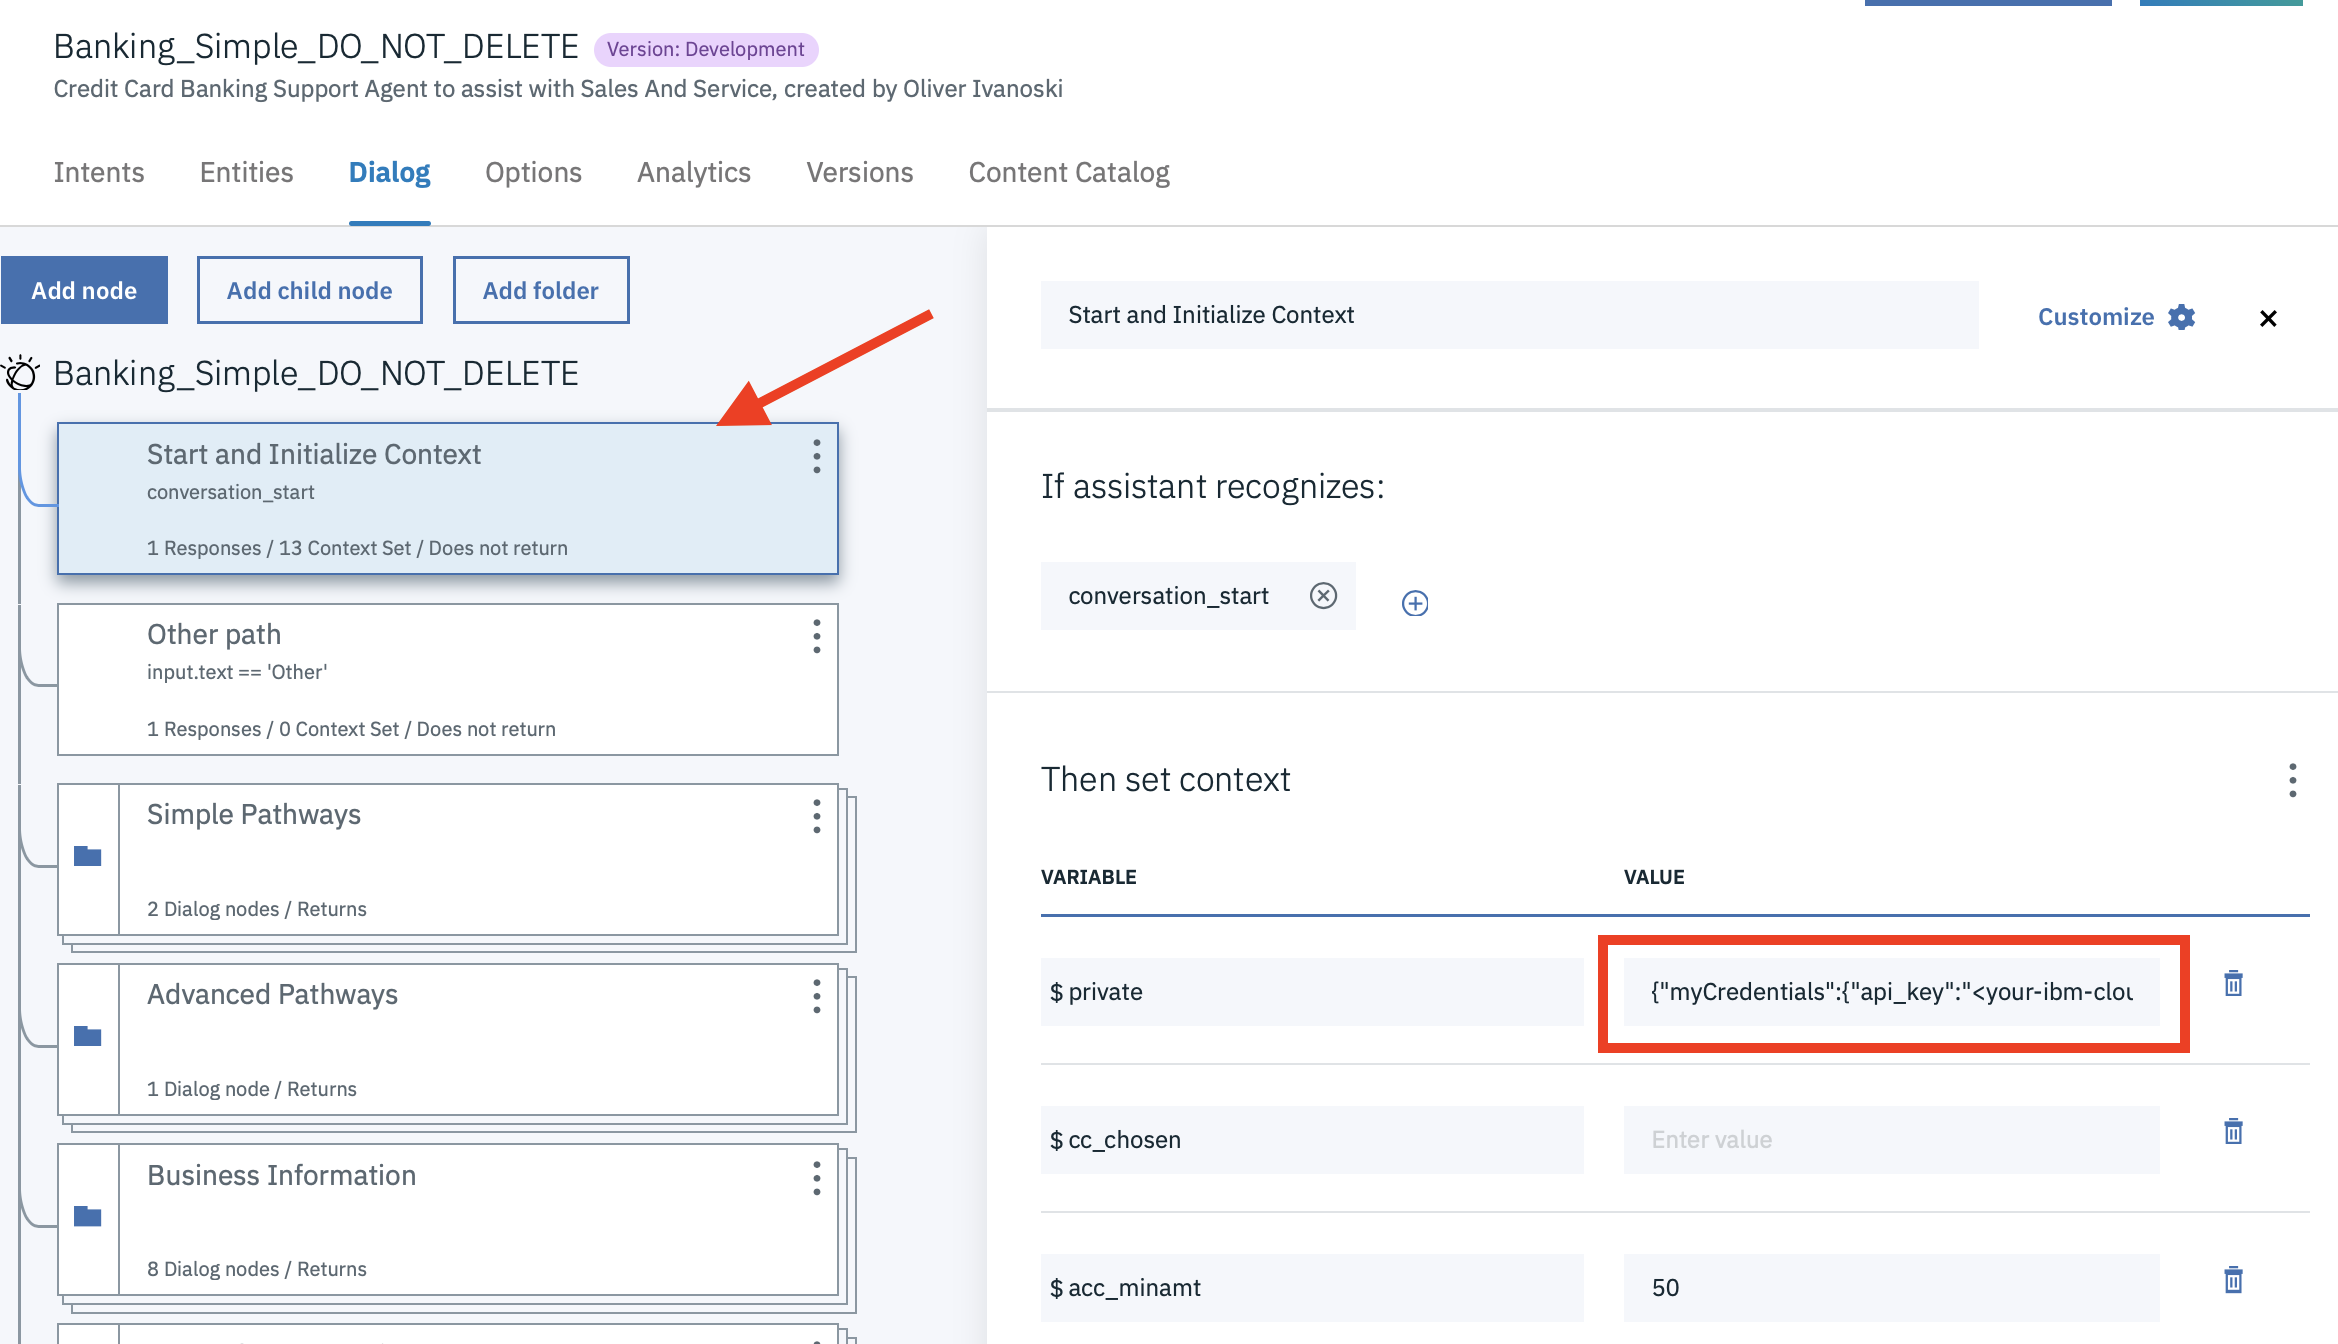 Banking_Simple_DO_NOT_DELETE Version: Development
Credit Card Banking Support Agent to assist with Sales And Service, created by Oliver Ivanoski
Intents Entities Dialog Options Analytics Versions Content Catalog
Add node Add child node Add folder
Banking_Simple_DO_NOT_DELETE
Start and Initialize Context
conversation_start
1 Responses / 13 Context Set / Does not return
Other path
input.text == 'Other'
1 Responses / 0 Context Set / Does not return
Simple Pathways
2 Dialog nodes / Returns
Advanced Pathways
1 Dialog node / Returns
Business Information
8 Dialog nodes / Returns
Start and Initialize Context Customize
If assistant recognizes:
conversation_start
Then set context
VARIABLE VALUE
$ private {"myCredentials":{"api_key":"<your-ibm-clou
$ cc_chosen Enter value
$ acc_minamt 50